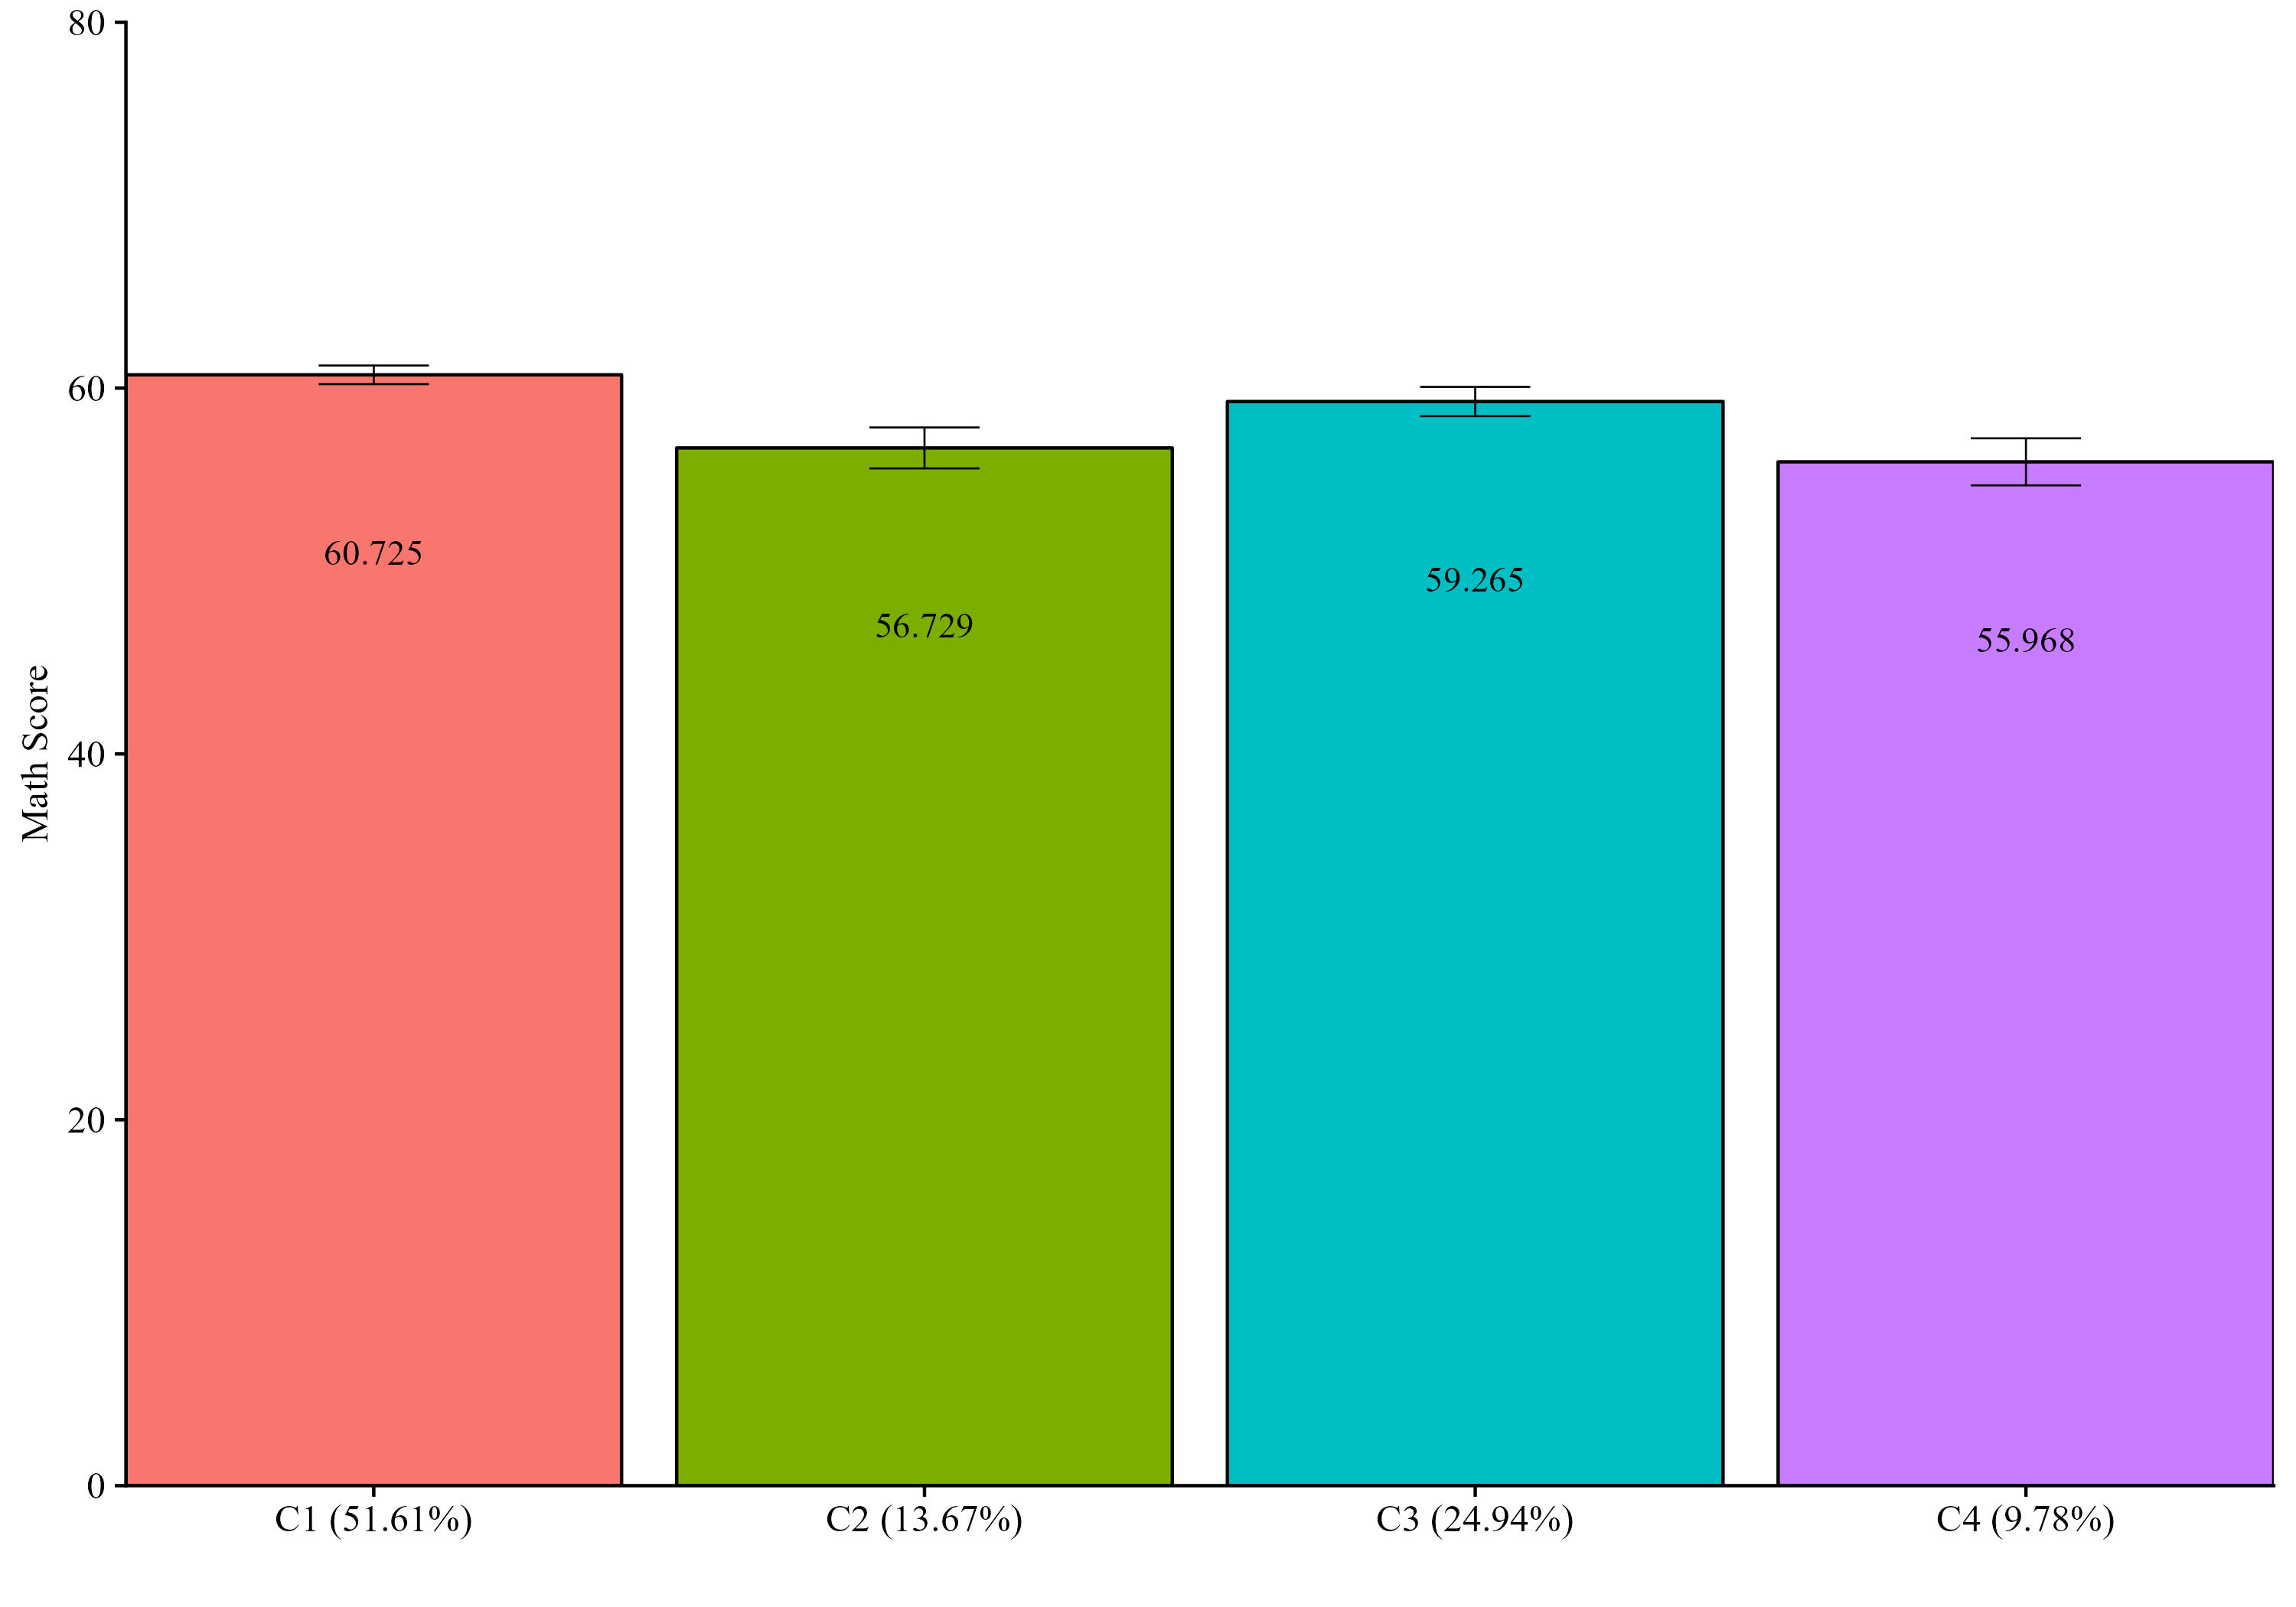 80
60
40
20
0
Math Score
60.725
56.729
59.265
55.968
C1 (51.61%)
C2 (13.67%)
C3 (24.94%)
C4 (9.78%)